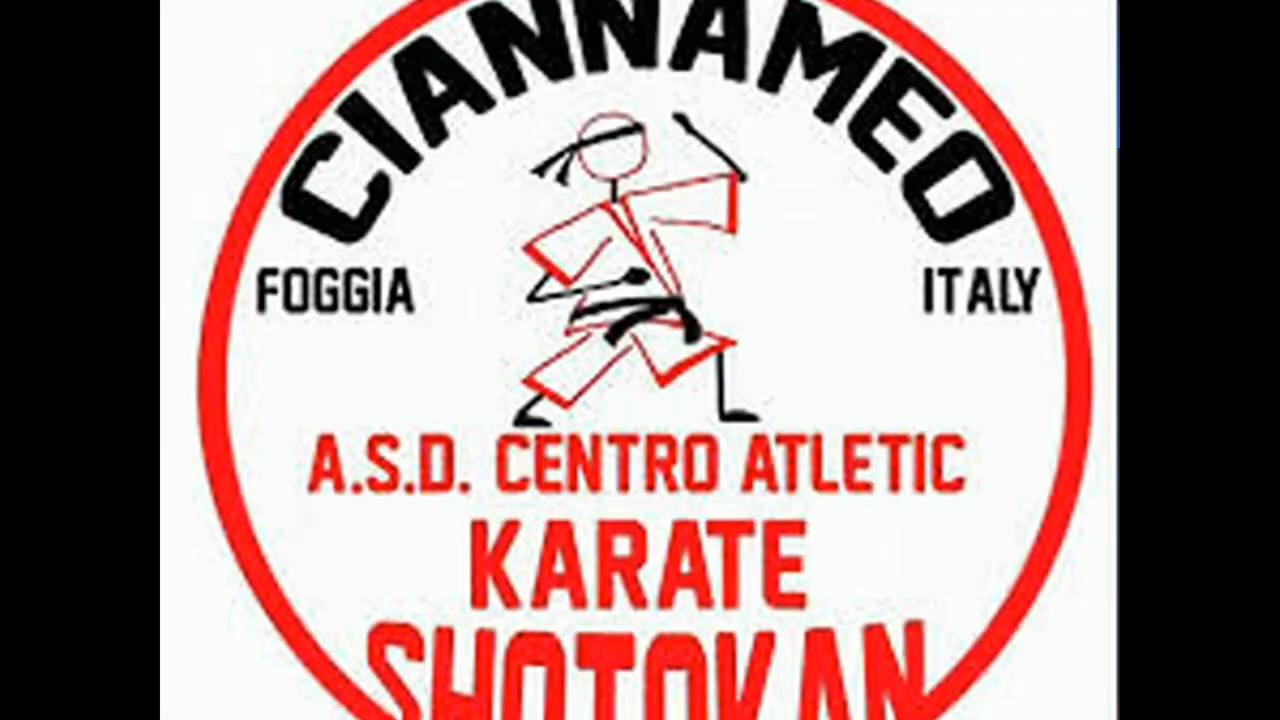 CIANNAMEO
FOGGIA
ITALY
A.S.D. CENTRO ATLETIC
KARATE
SHOTOKAN